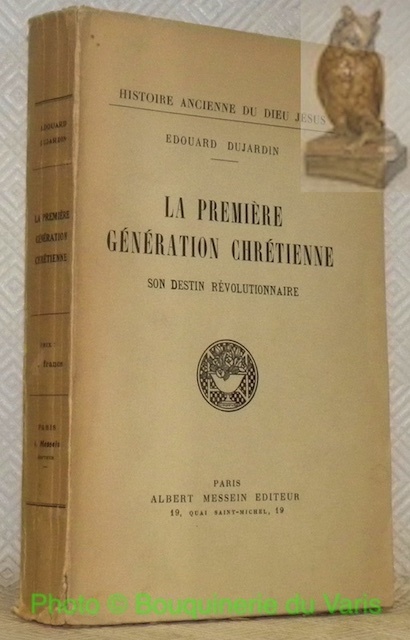 HISTOIRE ANCIENNE DU DIEU JÉSUS
EDOUARD DUJARDIN
LA PREMIÈRE
GÉNÉRATION CHRÉTIENNE
SON DESTIN RÉVOLUTIONNAIRE
PARIS
ALBERT MESSEIN EDITEUR
19, QUAI SAINT-MICHEL, 19
EDOUARD
DUJARDIN
LA PREMIÈRE
GÉNÉRATION
CHRÉTIENNE
PARIS
Photo © Bouquinerie du Varis